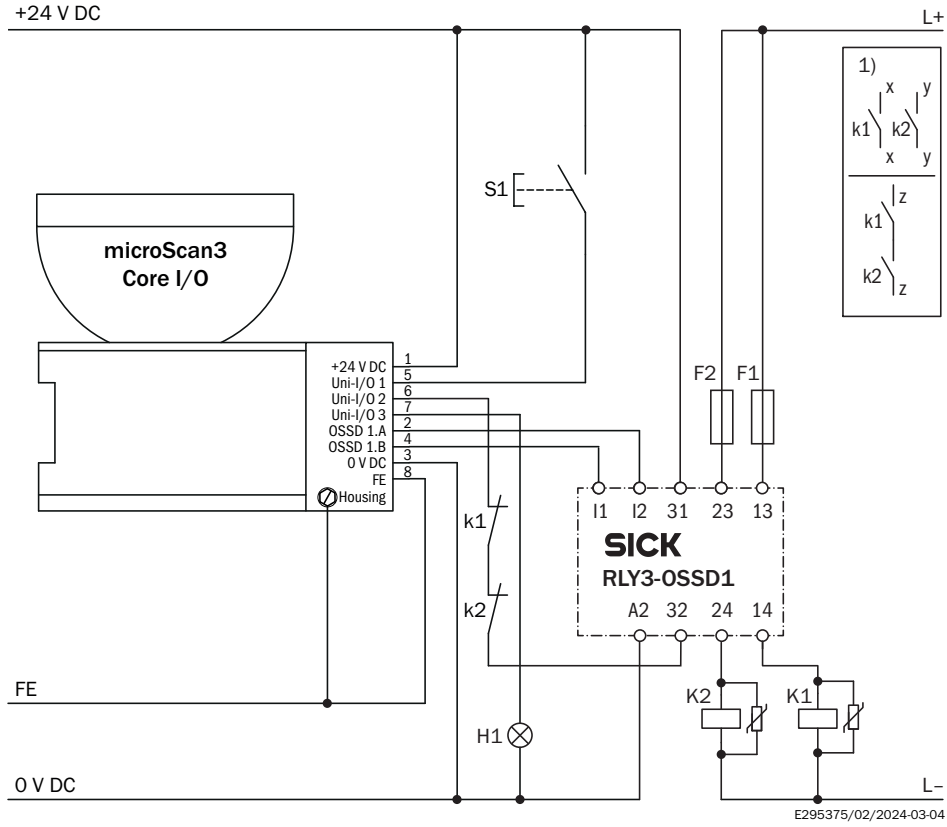 +24 V DC
L+
1)
x y
k1 k2
x y
z
k1
k2
z
S1
microScan3
Core I/O
+24 V DC 1
Uni-I/O 1 5
Uni-I/O 2 6
Uni-I/O 3 7
OSSD 1.A 2
OSSD 1.B 4
0 V DC 3
FE 8
Housing
F2 F1
I1 I2 31 23 13
SICK
RLY3-OSSD1
A2 32 24 14
k1
k2
FE
K2 K1
H1
0 V DC
L–
E295375/02/2024-03-04